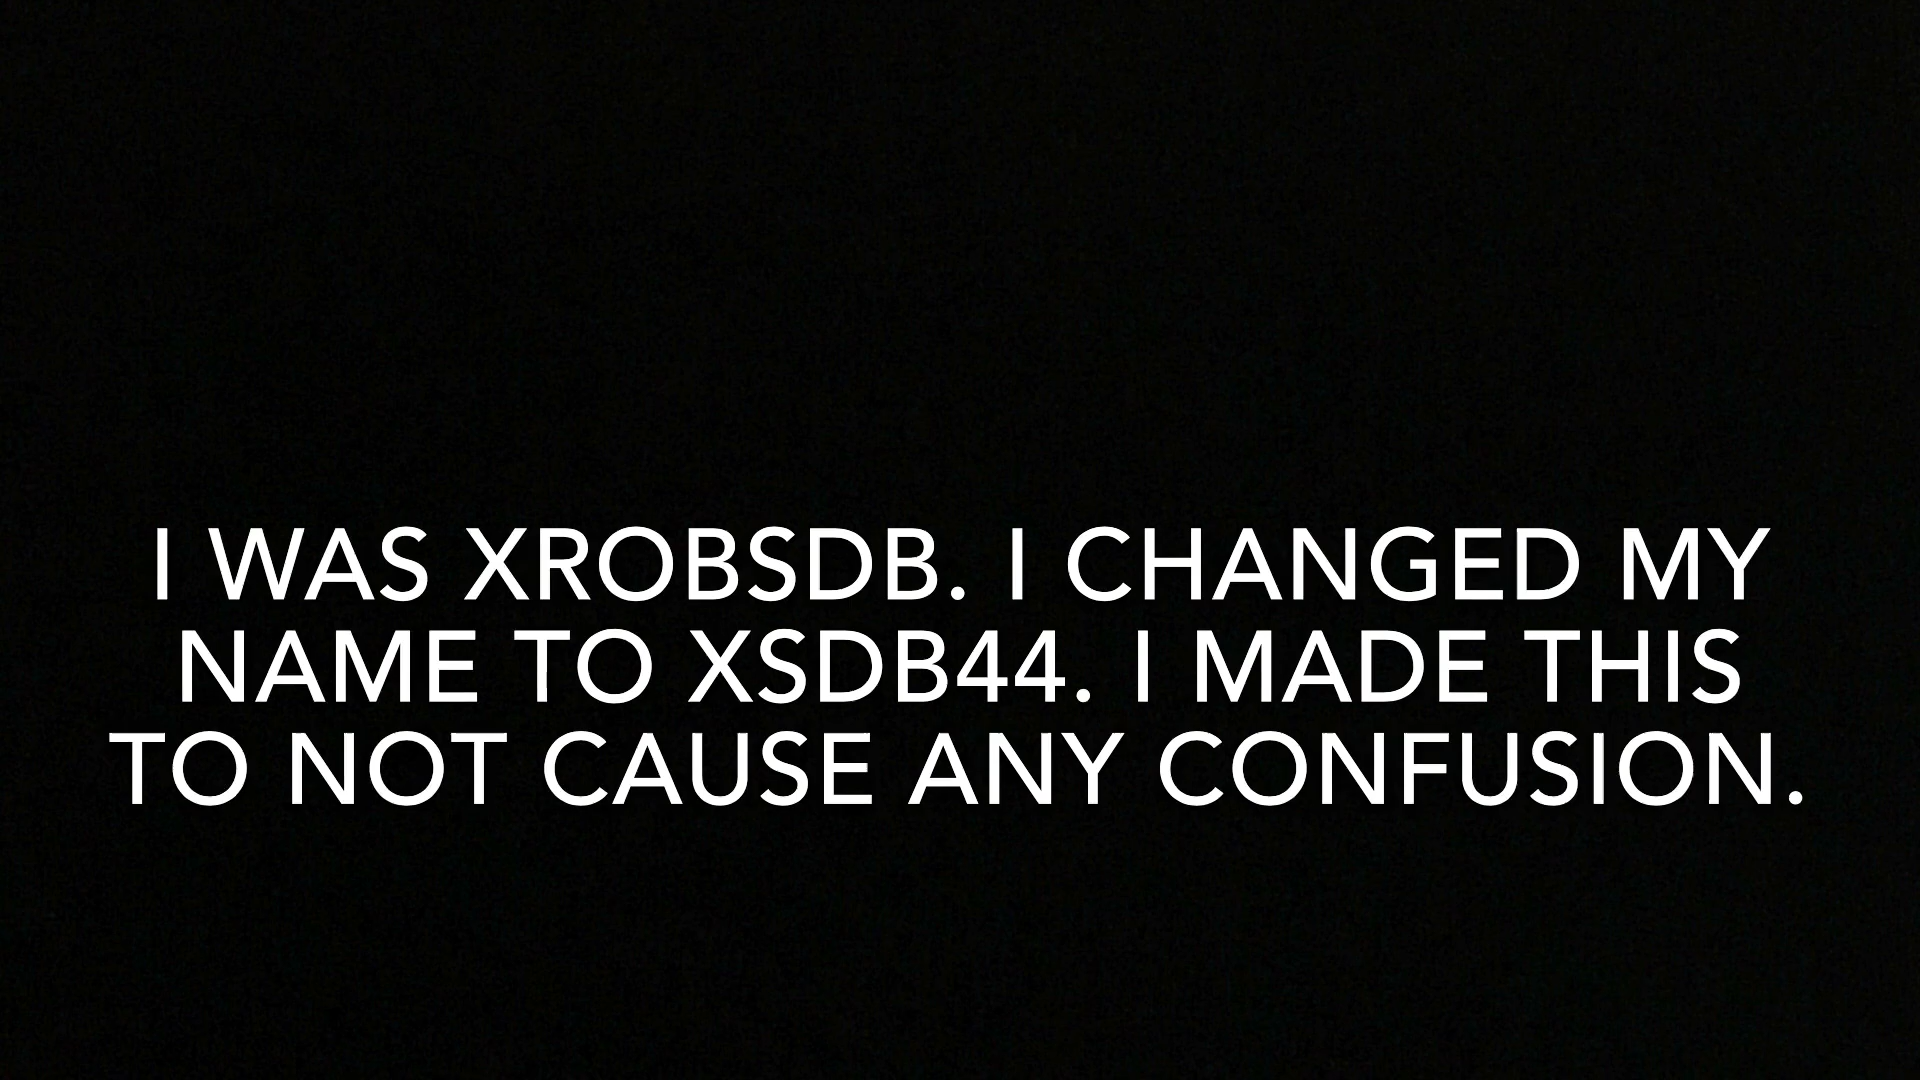 I WAS XROBSDB. I CHANGED MY
NAME TO XSDB44. I MADE THIS
TO NOT CAUSE ANY CONFUSION.